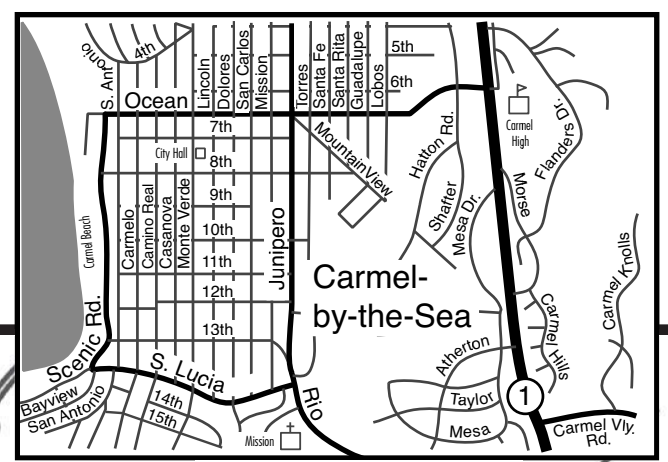 S. Antonio
4th
Lincoln
Dolores
San Carlos
Mission
Torres
Santa Fe
Santa Rita
Guadalupe
Lobos
5th
6th
Ocean
7th
City Hall
8th
MountainView
Hatton Rd.
Carmel
High
Flanders Dr.
Morse
Shafter
Mesa Dr.
Carmel Beach
Carmelo
Camino Real
Casanova
Monte Verde
9th
10th
11th
12th
13th
Junipero
Carmel-
by-the-Sea
Carmel Knolls
Carmel Hills
Scenic Rd.
S. Lucia
Rio
Atherton
Taylor
Mesa
1
Carmel Vly.
Rd.
Bayview
San Antonio
14th
15th
Mission